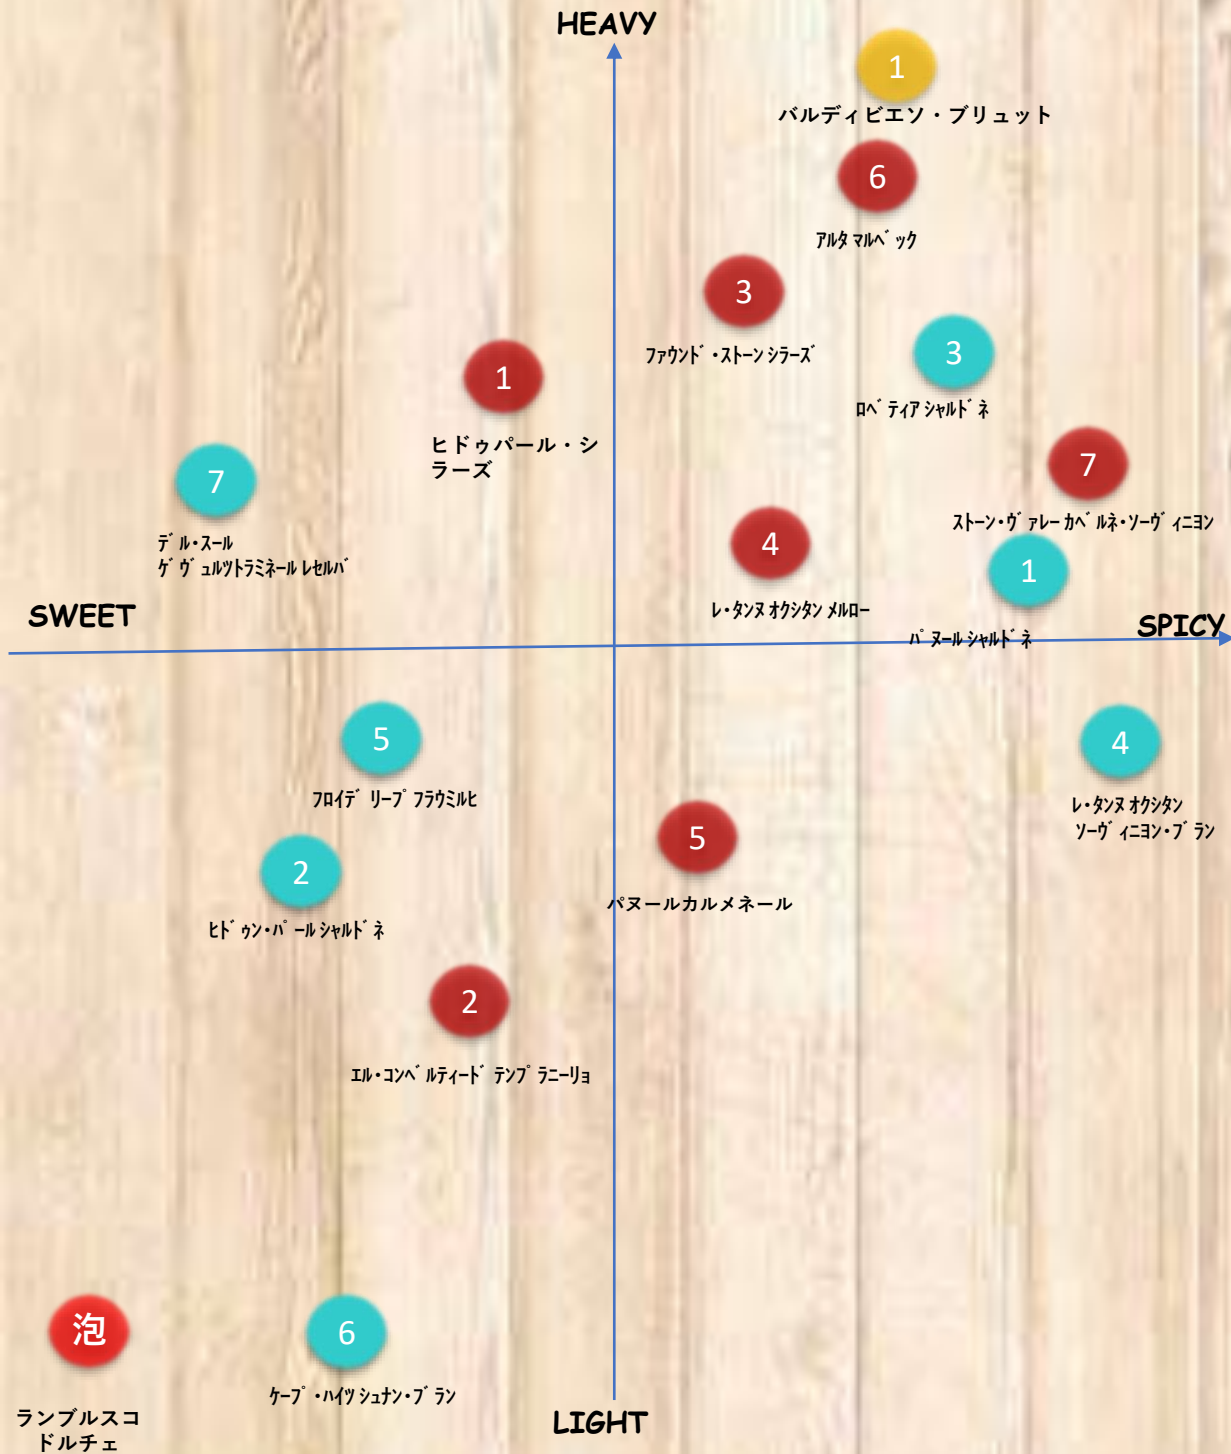 HEAVY
1
バルディビエソ・ブリュット
6
ｱﾙﾀ ﾏﾙﾍﾞｯｸ
3
ﾌｧｳﾝﾄﾞ・ｽﾄｰﾝ ｼﾗｰｽﾞ
3
ﾛﾍﾞﾃｨｱ ｼｬﾙﾄﾞﾈ
1
ヒドゥパール・シ
ラーズ
7
ｽﾄｰﾝ・ｳﾞｧﾚｰ ｶﾍﾞﾙﾈ・ｿｰｳﾞｨﾆﾖﾝ
7
ﾃﾞﾙ・ｽｰﾙ
ｹﾞｳﾞｭﾙﾂﾄﾗﾐﾈｰﾙ ﾚｾﾙﾊﾞ
4
ﾚ・ﾀﾝﾇ ｵｸｼﾀﾝ ﾒﾙﾛｰ
1
ﾊﾟﾇｰﾙ ｼｬﾙﾄﾞﾈ
SWEET
SPICY
5
ﾌﾛｲﾃﾞ ﾘｰﾌﾟ ﾌﾗｳﾐﾙﾋ
4
ﾚ・ﾀﾝﾇ ｵｸｼﾀﾝ
ｿｰｳﾞｨﾆﾖﾝ・ﾌﾞﾗﾝ
5
パヌールカルメネール
2
ﾋﾄﾞｩﾝ・ﾊﾟｰﾙ ｼｬﾙﾄﾞﾈ
2
ｴﾙ・ｺﾝﾍﾞﾙﾃｨｰﾄﾞ ﾃﾝﾌﾟﾗﾆｰﾘｮ
泡
ランブルスコ
ドルチェ
6
ｹｰﾌﾟ・ﾊｲﾂ ｼｭﾅﾝ・ﾌﾞﾗﾝ
LIGHT